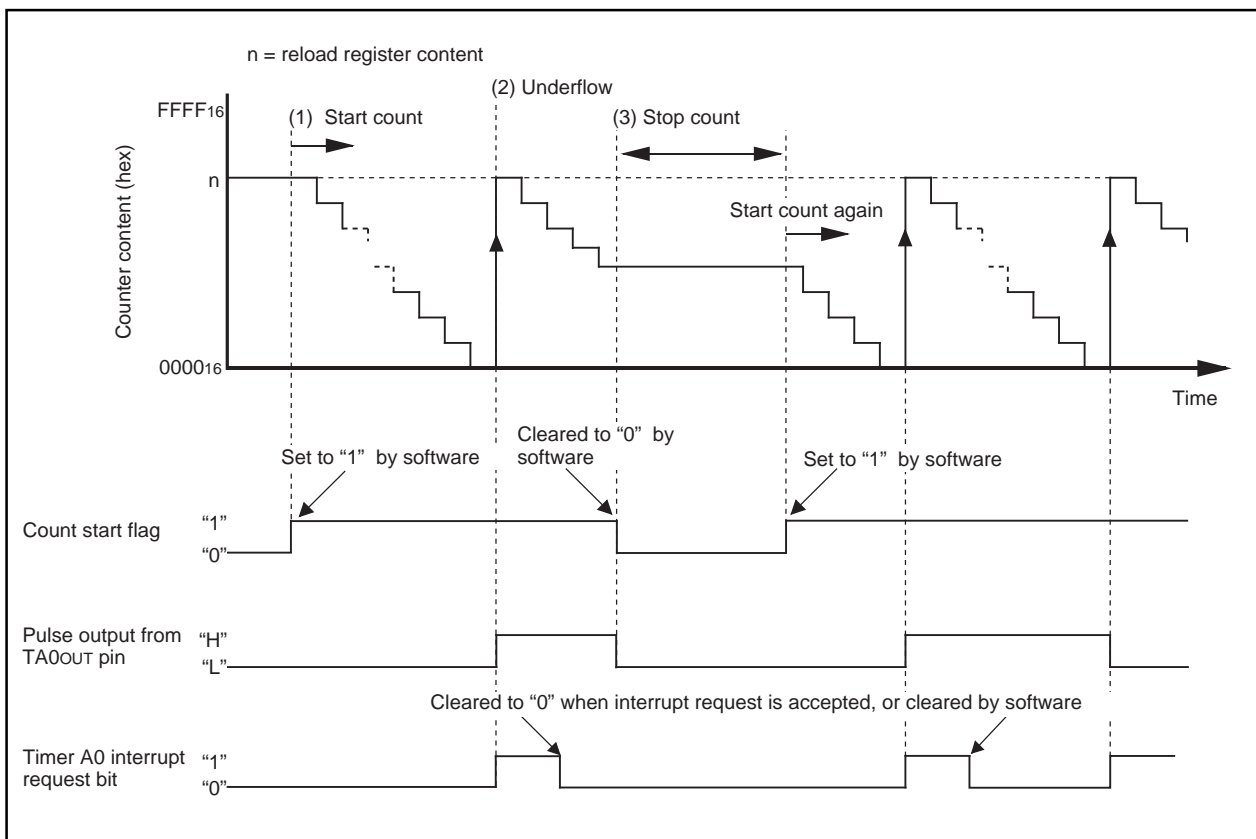 n = reload register content
(2) Underflow
FFFF16
(1) Start count
(3) Stop count
n
Start count again
Counter content (hex)
000016
Time
Cleared to “0” by
software
Set to “1” by software
Set to “1” by software
Count start flag
“1”
“0”
Pulse output from
TA0OUT pin
“H”
“L”
Cleared to “0” when interrupt request is accepted, or cleared by software
Timer A0 interrupt
request bit
“1”
“0”